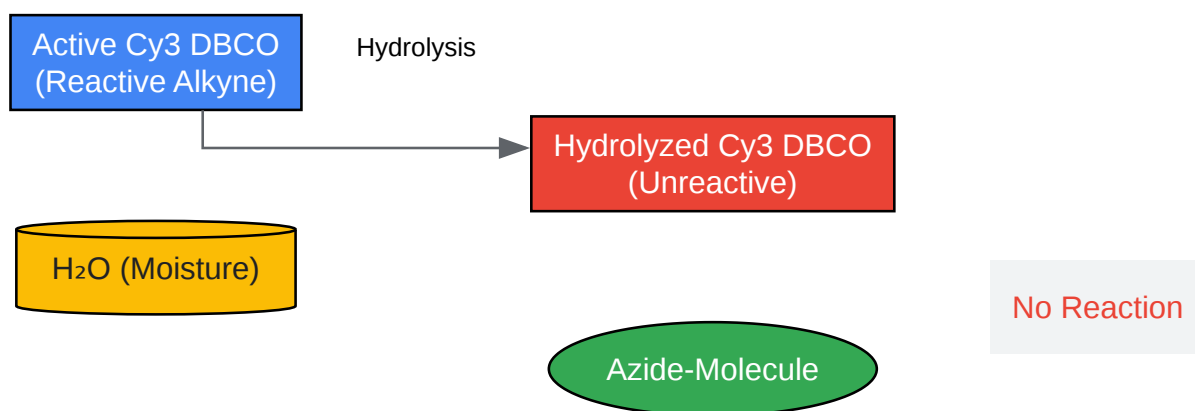 Active Cy3 DBCO
(Reactive Alkyne)
Hydrolysis
Hydrolyzed Cy3 DBCO
(Unreactive)
H₂O (Moisture)
No Reaction
Azide-Molecule